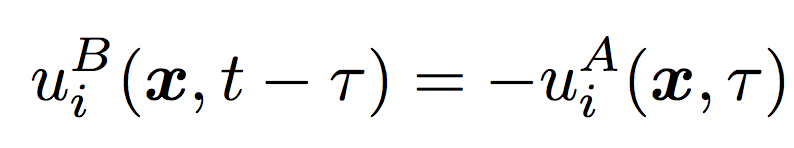 u_i^B(𝒙, t − τ) = −u_i^A(𝒙, τ)